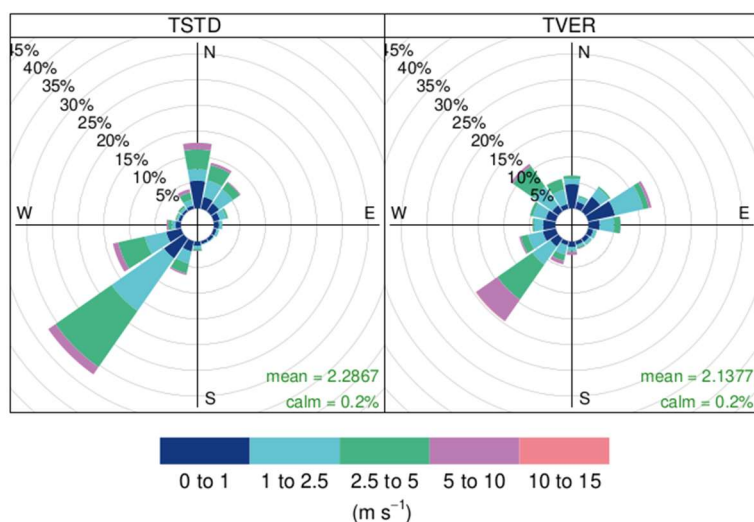 TSTD
45%
40%
35%
30%
25%
20%
15%
10%
5%
N
W
E
S
mean = 2.2867
calm = 0.2%
TVER
45%
40%
35%
30%
25%
20%
15%
10%
5%
N
W
E
S
mean = 2.1377
calm = 0.2%
0 to 1 1 to 2.5 2.5 to 5 5 to 10 10 to 15
(m s⁻¹)